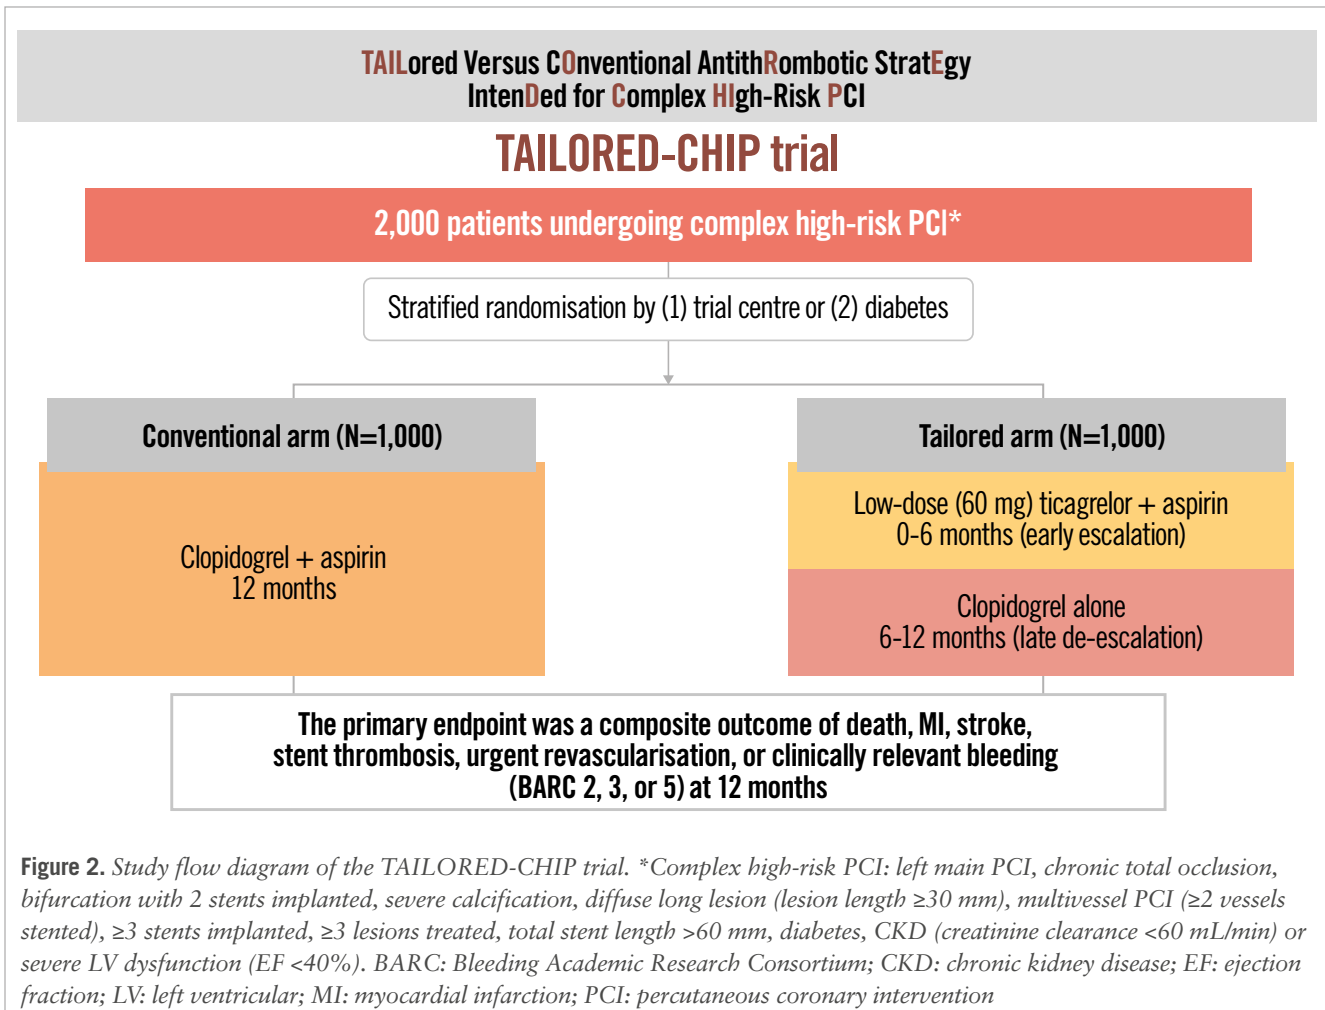 TAILored Versus COnventional AntithRombotic StratEgy
IntenDed for Complex HIgh-Risk PCI
TAILORED-CHIP trial
2,000 patients undergoing complex high-risk PCI*
Stratified randomisation by (1) trial centre or (2) diabetes
Conventional arm (N=1,000)
Clopidogrel + aspirin
12 months
Tailored arm (N=1,000)
Low-dose (60 mg) ticagrelor + aspirin
0-6 months (early escalation)
Clopidogrel alone
6-12 months (late de-escalation)
The primary endpoint was a composite outcome of death, MI, stroke,
stent thrombosis, urgent revascularisation, or clinically relevant bleeding
(BARC 2, 3, or 5) at 12 months
Figure 2. Study flow diagram of the TAILORED-CHIP trial. *Complex high-risk PCI: left main PCI, chronic total occlusion,
bifurcation with 2 stents implanted, severe calcification, diffuse long lesion (lesion length ≥30 mm), multivessel PCI (≥2 vessels
stented), ≥3 stents implanted, ≥3 lesions treated, total stent length >60 mm, diabetes, CKD (creatinine clearance <60 mL/min) or
severe LV dysfunction (EF <40%). BARC: Bleeding Academic Research Consortium; CKD: chronic kidney disease; EF: ejection
fraction; LV: left ventricular; MI: myocardial infarction; PCI: percutaneous coronary intervention